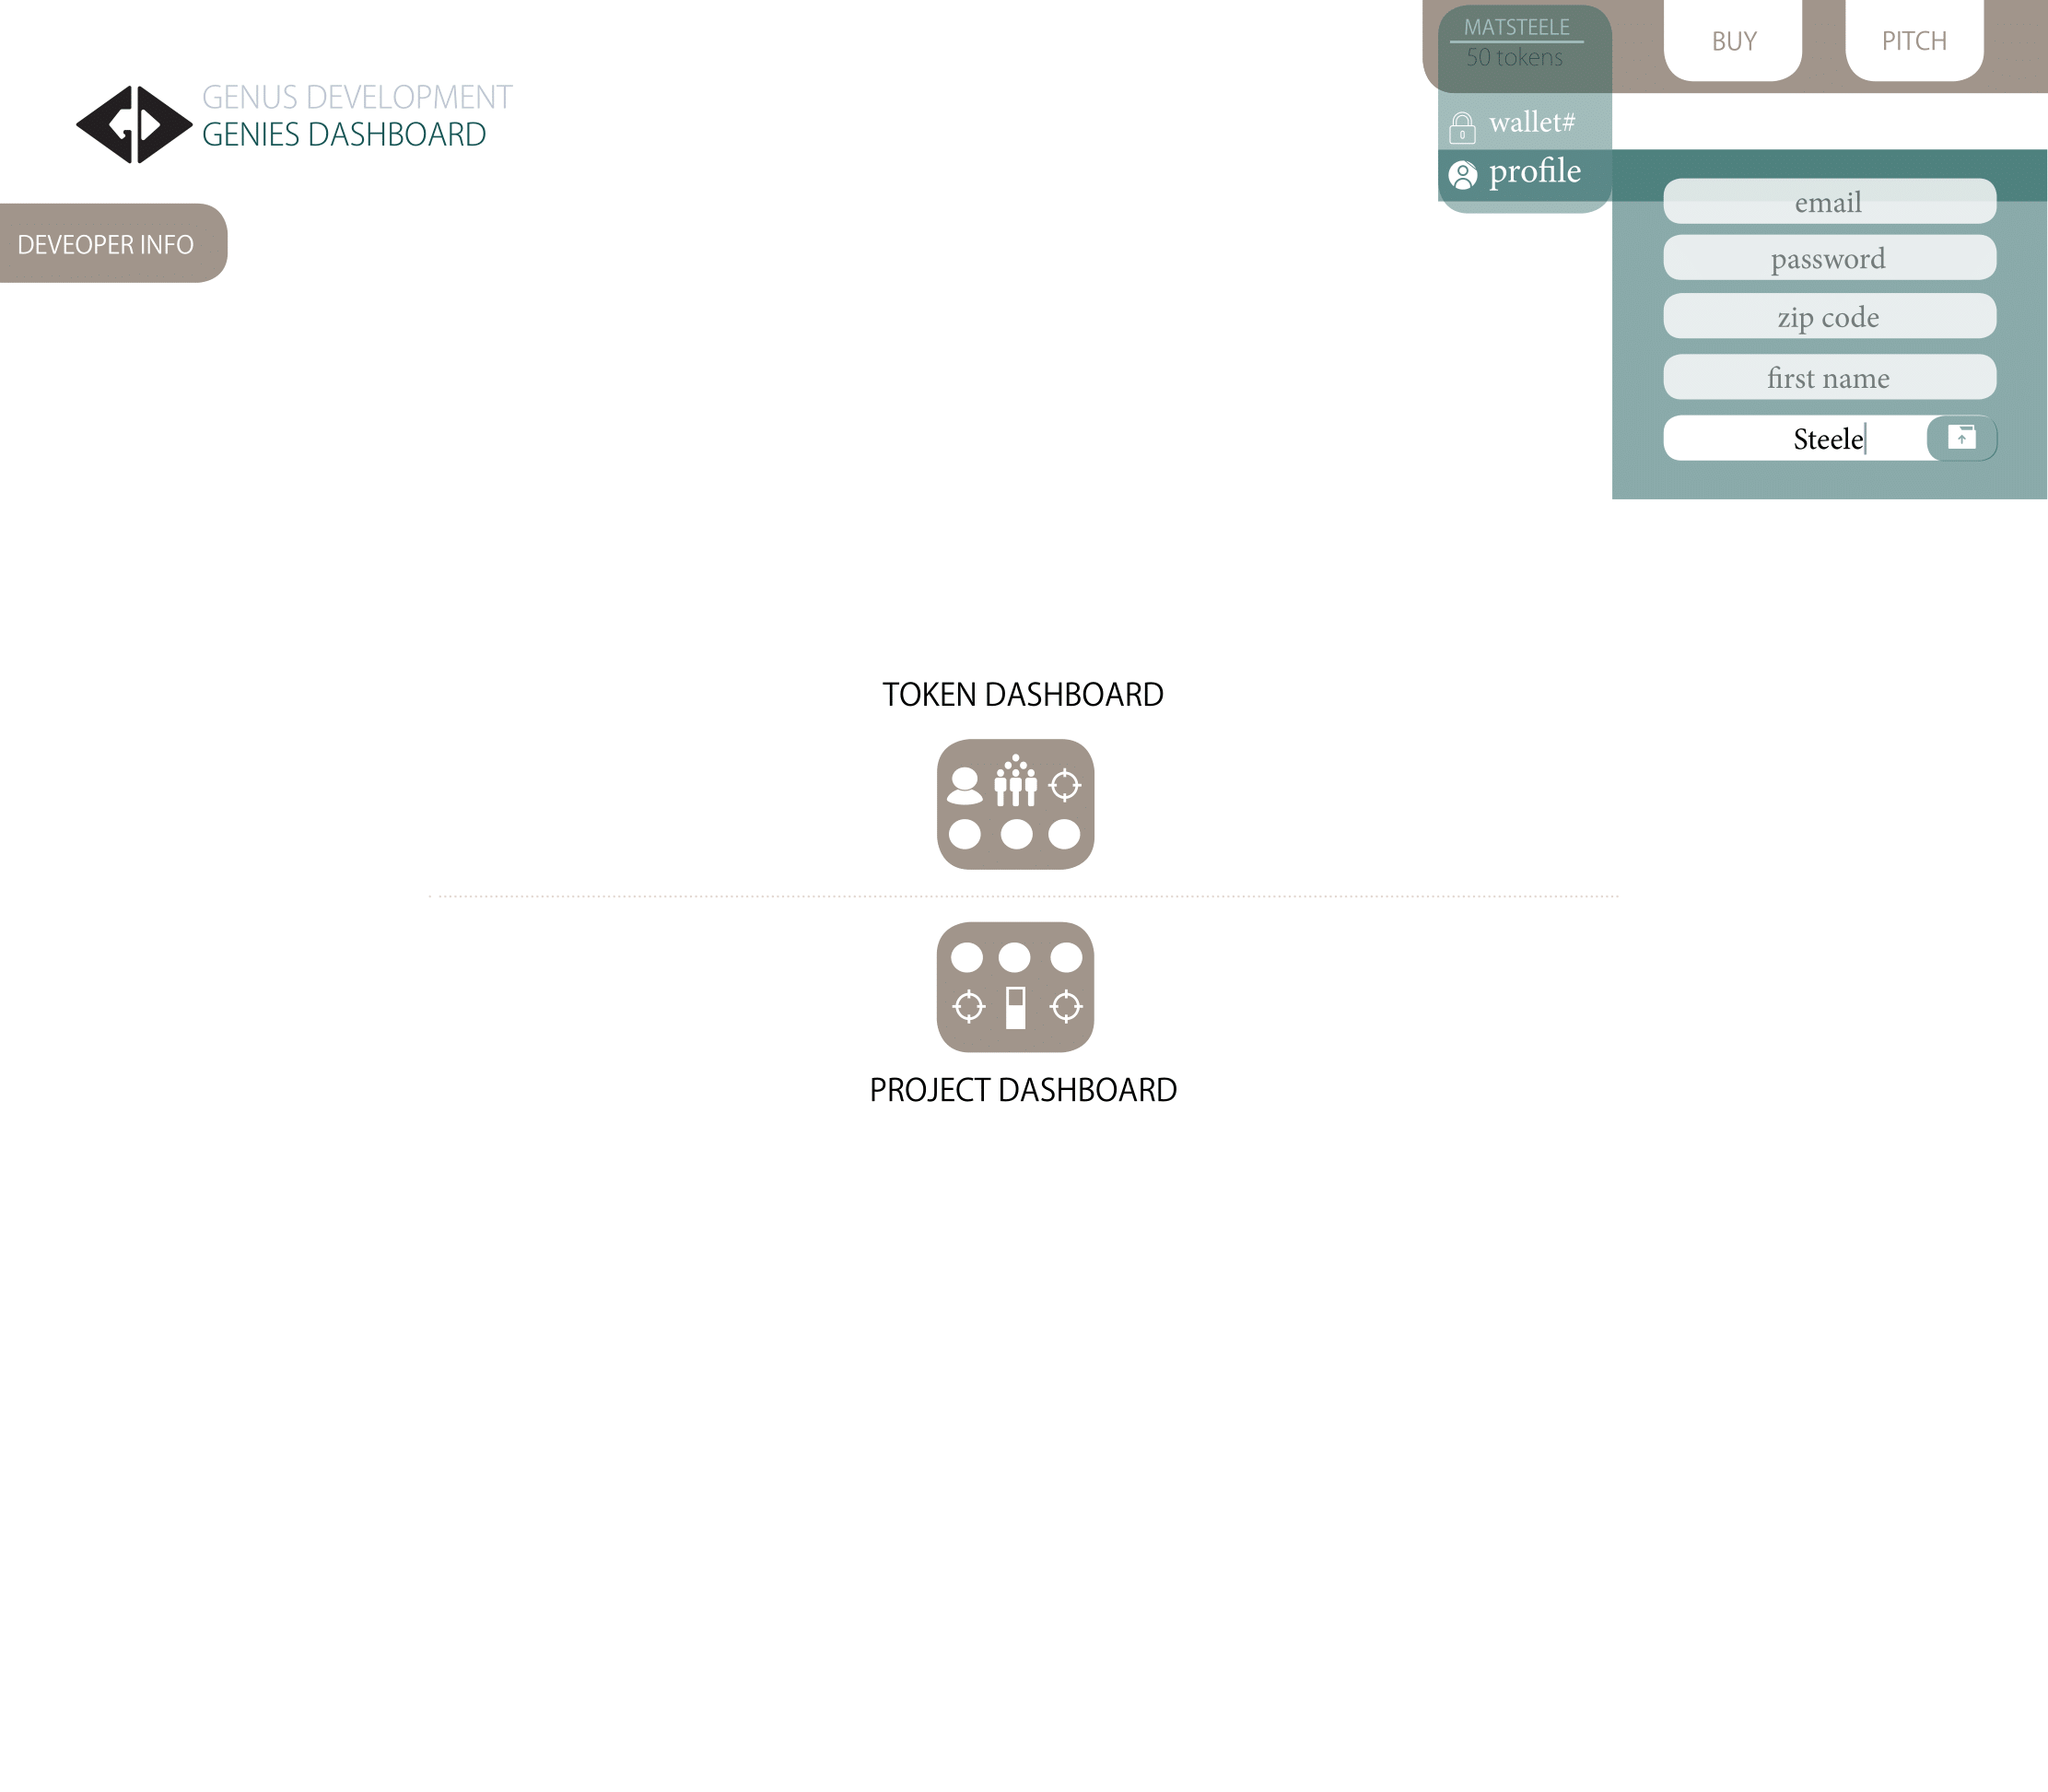 MATSTEELE
50 tokens
BUY
PITCH
GENUS DEVELOPMENT
GENIES DASHBOARD
wallet#
profile
DEVEOPER INFO
email
password
zip code
first name
Steele
TOKEN DASHBOARD
PROJECT DASHBOARD